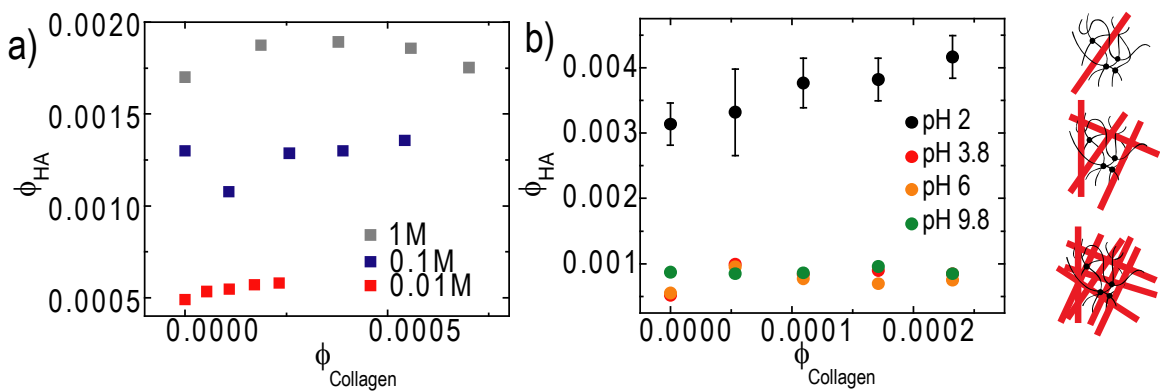 a)
0.0020
0.0015
0.0010
0.0005
ϕHA
1M
0.1M
0.01M
0.0000
0.0005
ϕCollagen
b)
0.004
0.003
0.002
0.001
ϕHA
pH 2
pH 3.8
pH 6
pH 9.8
0.0000
0.0001
0.0002
ϕCollagen